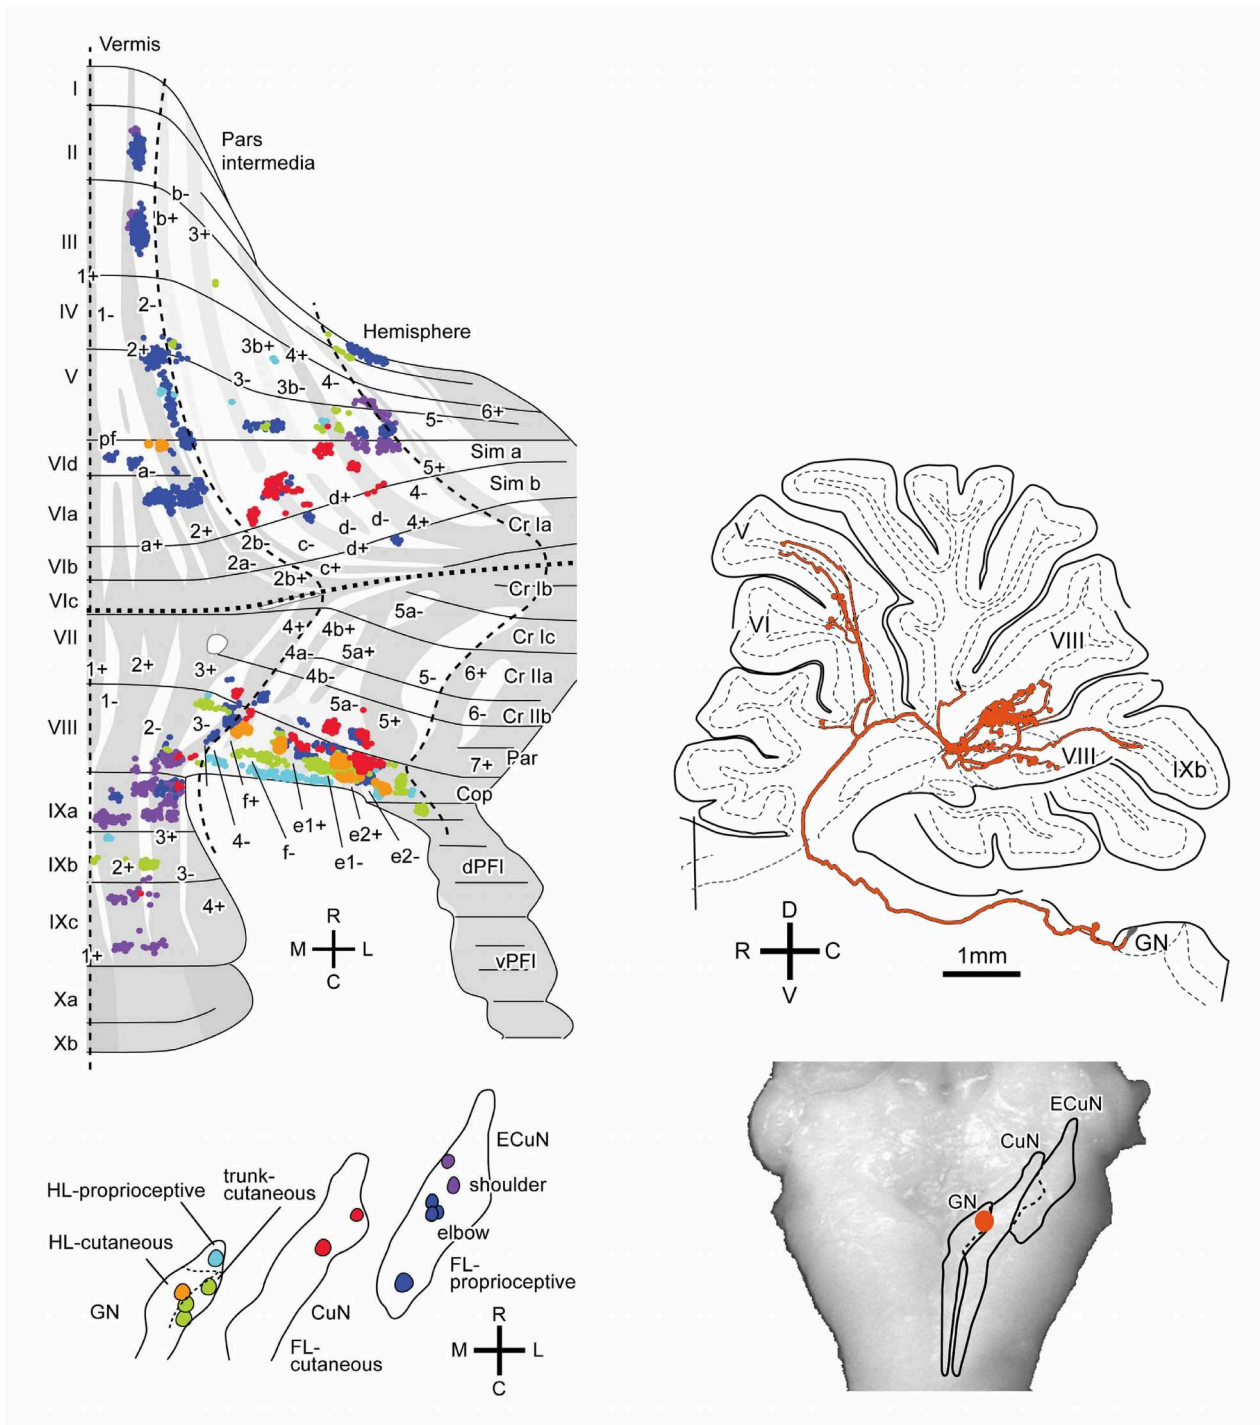 Vermis
I
Pars
intermedia
II
b-
b+
III
3+
1+
IV
2-
1-
Hemisphere
2+
3b+
4+
V
3-
3b-
4-
6+
5-
pf
Sim a
VId
a-
5+
Sim b
4-
VIa
d+
2+
d-
d-
4+
Cr Ia
a+
2b-
c-
d+
VIb
2a-
c+
2b+
Cr Ib
VIc
5a-
4+
4b+
Cr Ic
VII
4a-
5a+
1+
2+
3+
4b-
5-
6+
Cr IIa
1-
5a-
6-
Cr IIb
VIII
2-
3-
5+
Par
7+
Cop
IXa
f+
e1+
e2+
3+
4-
f-
e1-
e2-
IXb
2+
3-
dPFl
4+
IXc
R
M
L
C
1+
vPFl
Xa
Xb
V
VI
VIII
VIII
IXb
D
R
C
V
1mm
GN
HL-proprioceptive
trunk-
cutaneous
HL-cutaneous
GN
CuN
FL-
cutaneous
ECuN
shoulder
elbow
FL-
proprioceptive
R
M
L
C
ECuN
CuN
GN